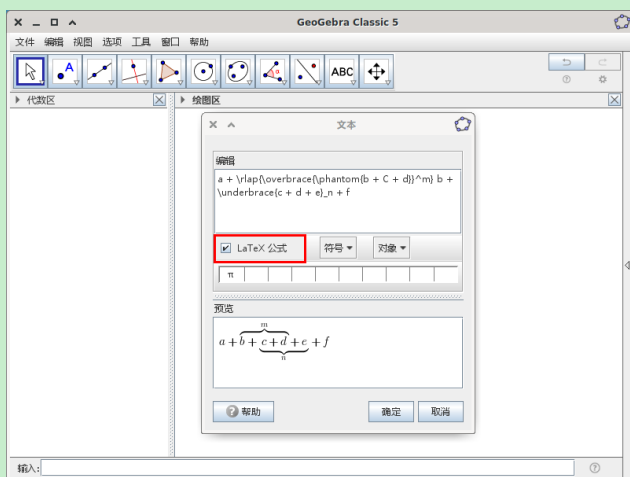 GeoGebra Classic 5
文件 编辑 视图 选项 工具 窗口 帮助
A
α
ABC
代数区
绘图区
文本
编辑
a + \rlap{\overbrace{\phantom{b + C + d}}^m} b +
\underbrace{c + d + e}_n + f
LaTeX 公式 符号 对象
π
预览
m
a + b + c + d + e + f
n
帮助 确定 取消
输入: